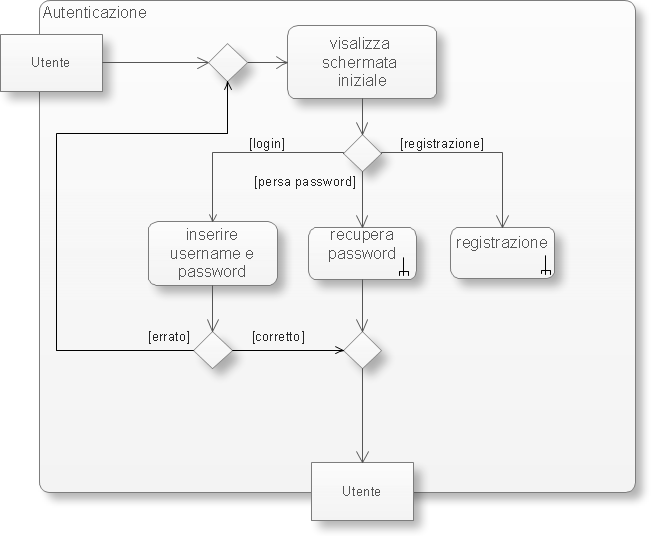 Autenticazione
Utente
visalizza
schermata
iniziale
[login]
[registrazione]
[persa password]
inserire
username e
password
recupera
password
registrazione
[errato]
[corretto]
Utente